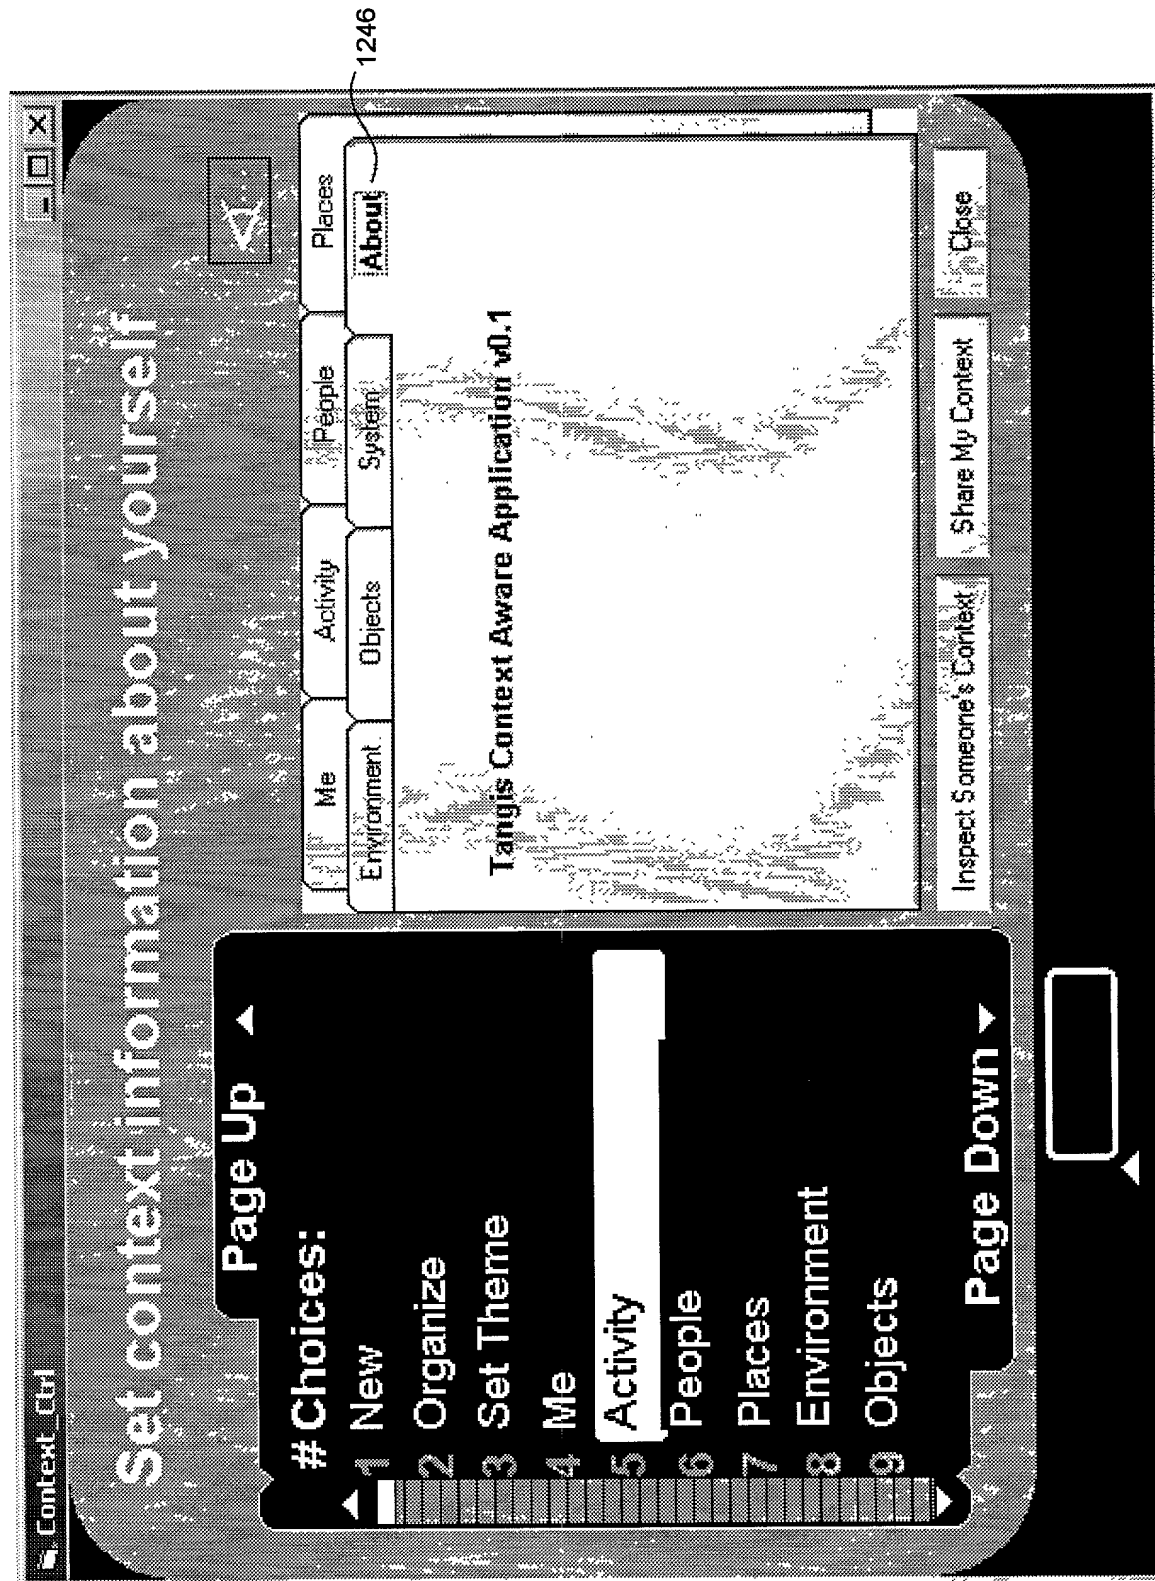 Context_Ctrl
Set context information about yourself
Page Up
# Choices:
1 New
2 Organize
3 Set Theme
4 Me
5 Activity
6 People
7 Places
8 Environment
9 Objects
Page Down
Me Activity People Places
Environment Objects System About
1246
Tangis Context Aware Application v0.1
Inspect Someone's Context Share My Context Close